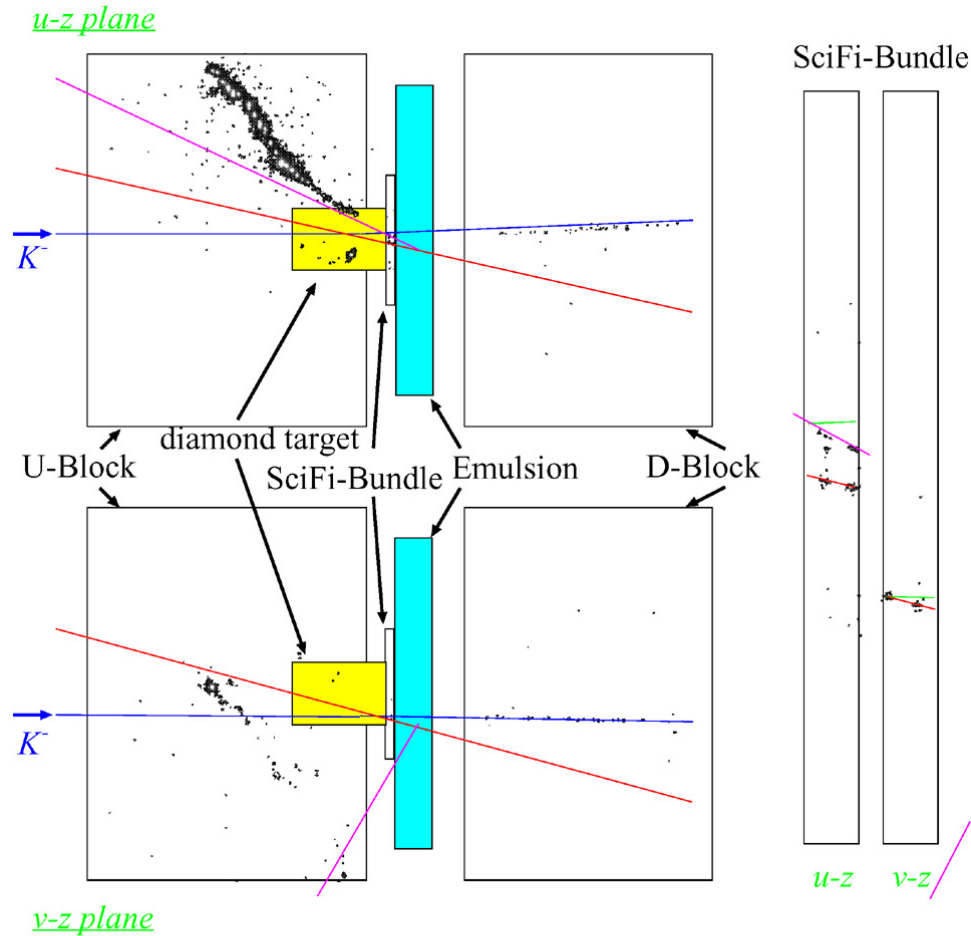 u-z plane
SciFi-Bundle
K-
diamond target
U-Block
SciFi-Bundle
Emulsion
D-Block
K-
u-z
v-z
v-z plane